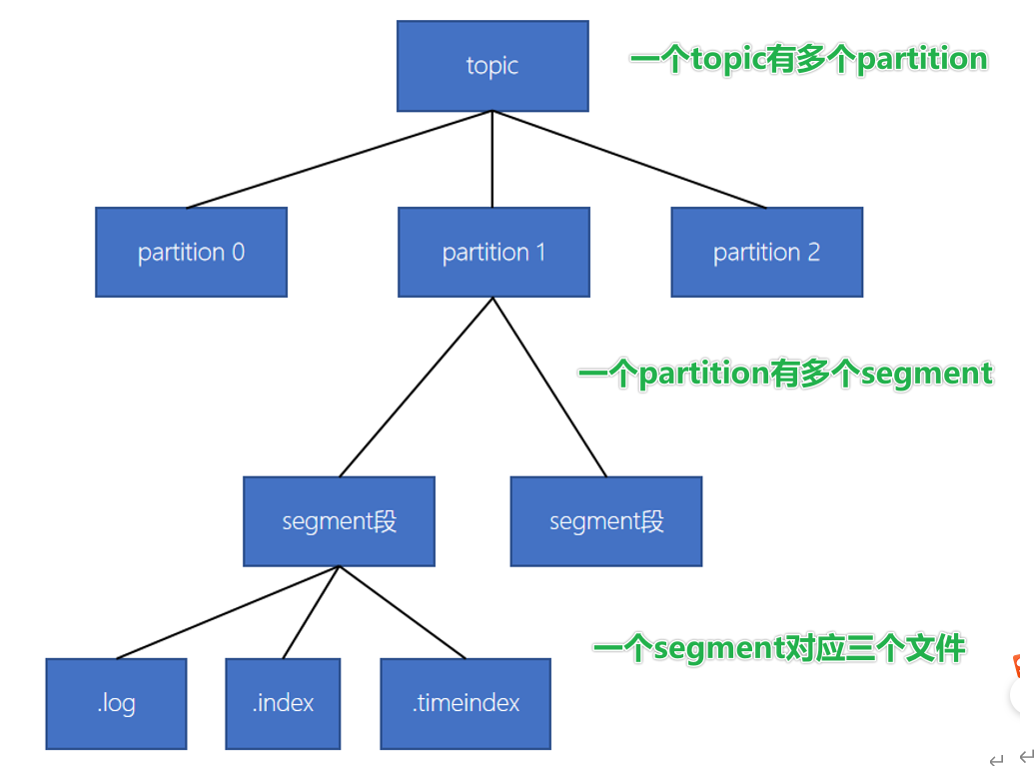 topic
一个topic有多个partition
partition 0
partition 1
partition 2
一个partition有多个segment
segment段
segment段
一个segment对应三个文件
.log
.index
.timeindex